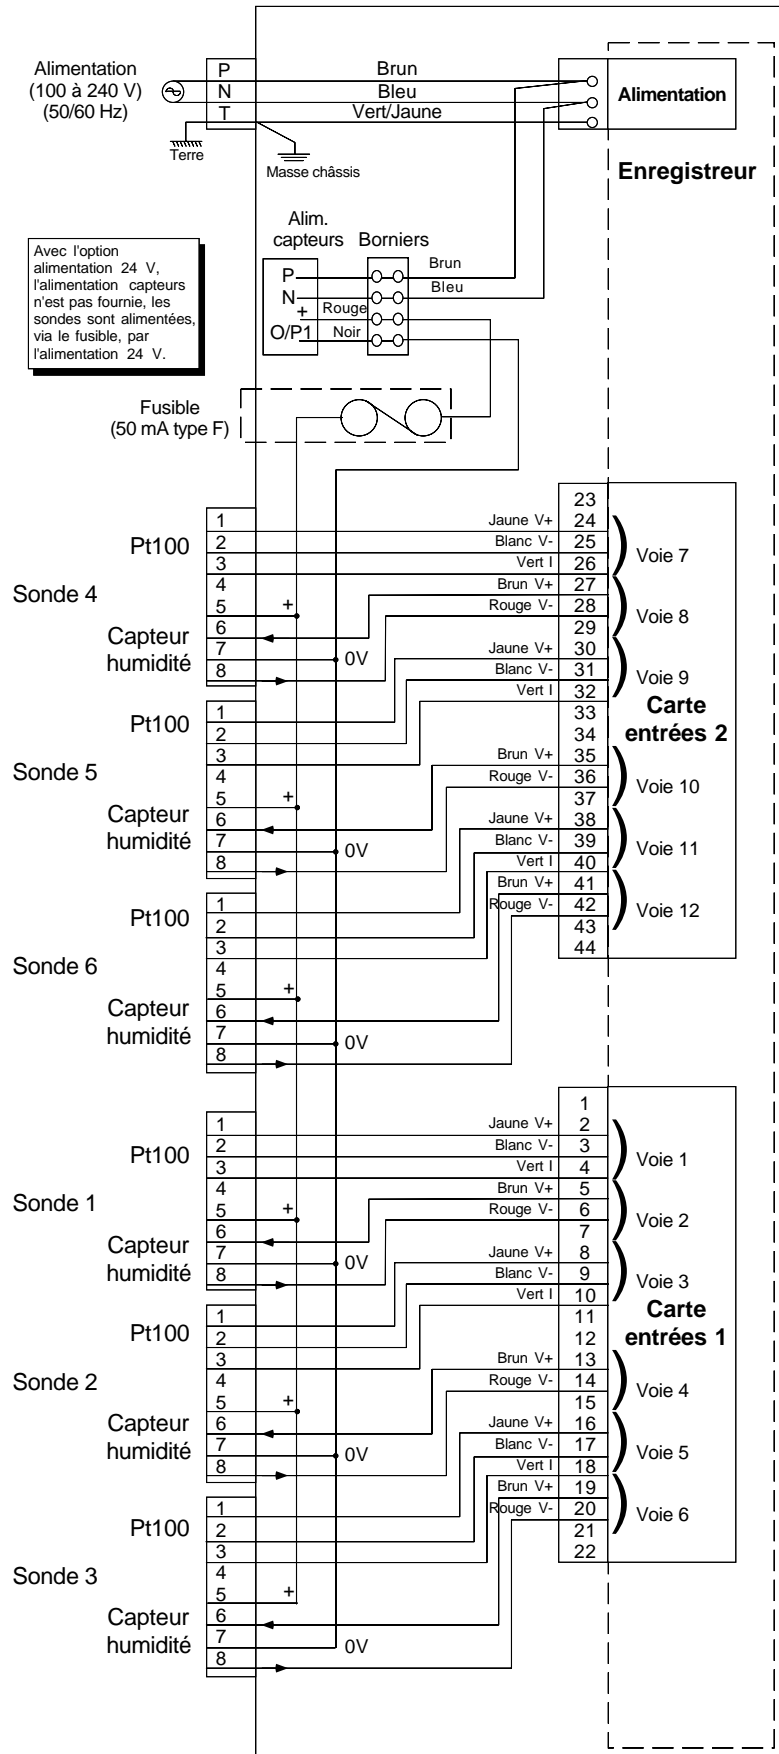 Alimentation
(100 à 240 V)
(50/60 Hz)
P
N
T
Brun
Bleu
Vert/Jaune
Alimentation
Terre
Masse châssis
Enregistreur
Avec l'option
alimentation 24 V,
l'alimentation capteurs
n'est pas fournie, les
sondes sont alimentées,
via le fusible, par
l'alimentation 24 V.
Alim.
capteurs
Borniers
P
N
+
O/P1
Rouge
Noir
Brun
Bleu
Fusible
(50 mA type F)
Sonde 4
Pt100
Capteur
humidité
1
2
3
4
5
6
7
8
+
0V
Sonde 5
Pt100
Capteur
humidité
1
2
3
4
5
6
7
8
+
0V
Sonde 6
Pt100
Capteur
humidité
1
2
3
4
5
6
7
8
+
0V
23
Jaune V+ 24
Blanc V- 25
Vert I 26
Brun V+ 27
Rouge V- 28
29
Jaune V+ 30
Blanc V- 31
Vert I 32
33
34
Brun V+ 35
Rouge V- 36
37
Jaune V+ 38
Blanc V- 39
Vert I 40
Brun V+ 41
Rouge V- 42
43
44
Voie 7
Voie 8
Voie 9
Carte
entrées 2
Voie 10
Voie 11
Voie 12
Sonde 1
Pt100
Capteur
humidité
1
2
3
4
5
6
7
8
+
0V
Sonde 2
Pt100
Capteur
humidité
1
2
3
4
5
6
7
8
+
0V
Sonde 3
Pt100
Capteur
humidité
1
2
3
4
5
6
7
8
+
0V
1
Jaune V+ 2
Blanc V- 3
Vert I 4
Brun V+ 5
Rouge V- 6
7
Jaune V+ 8
Blanc V- 9
Vert I 10
11
12
Brun V+ 13
Rouge V- 14
15
Jaune V+ 16
Blanc V- 17
Vert I 18
Brun V+ 19
Rouge V- 20
21
22
Voie 1
Voie 2
Voie 3
Carte
entrées 1
Voie 4
Voie 5
Voie 6